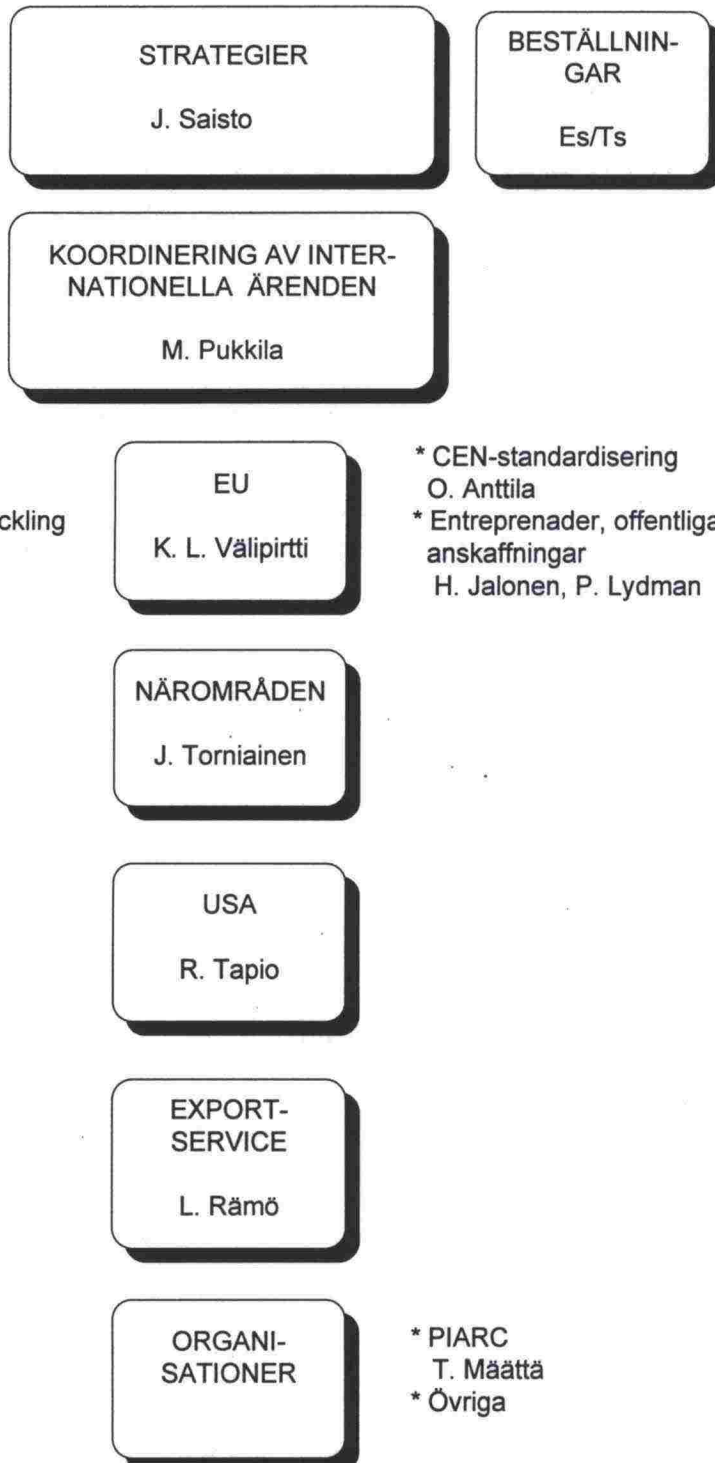 STRATEGIER
J. Saisto
BESTÄLLNIN-
GAR
Es/Ts
KOORDINERING AV INTER-
NATIONELLA ÄRENDEN
M. Pukkila
ckling
EU
K. L. Välipirtti
* CEN-standardisering
O. Anttila
* Entreprenader, offentliga
anskaffningar
H. Jalonen, P. Lydman
NÄROMRÅDEN
J. Torniainen
USA
R. Tapio
EXPORT-
SERVICE
L. Rämö
ORGANI-
SATIONER
* PIARC
T. Määttä
* Övriga